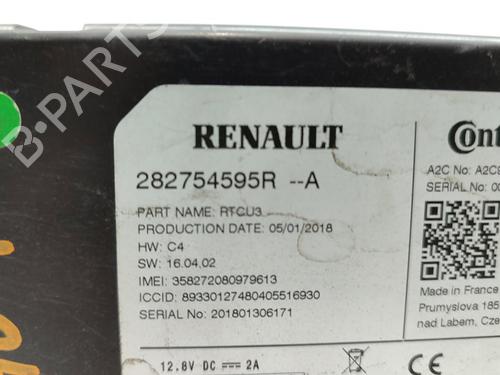 RENAULT
282754595R --A
PART NAME: RTCU3
PRODUCTION DATE: 05/01/2018
HW: C4
SW: 16.04.02
IMEI: 358272080979613
ICCID: 89330127480405516930
SERIAL No: 201801306171
12.8V DC 2A
Cont
A2C No: A2C
SERIAL No: 00
Made in France
Prumyslova 185
nad Labem, Cze
CE
B-PARTS